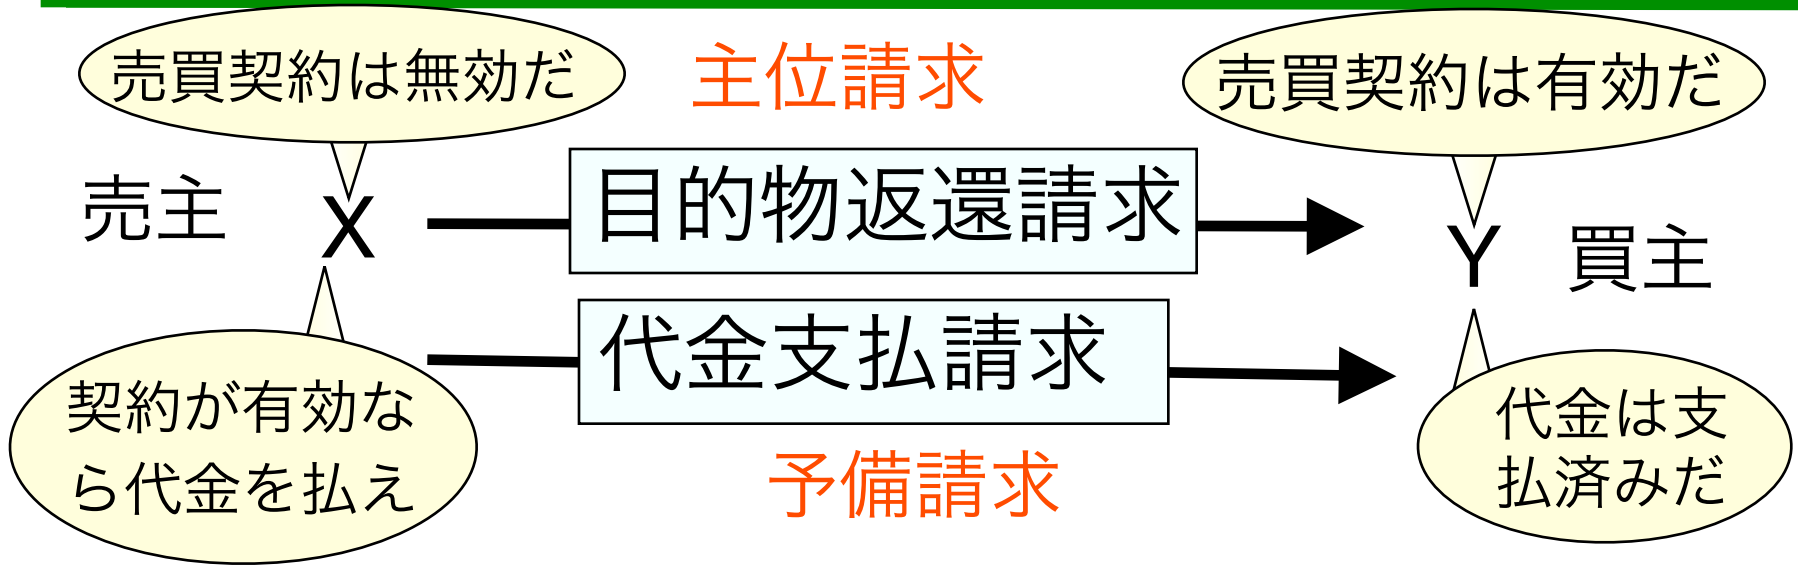 売買契約は無効だ
主位請求
売買契約は有効だ
売主
X
目的物返還請求
Y
買主
代金支払請求
契約が有効な
ら代金を払え
予備請求
代金は支
払済みだ